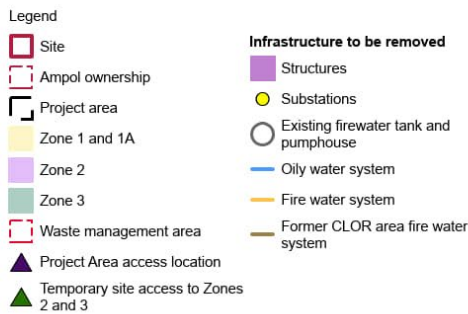 Legend
Site
Ampol ownership
Project area
Zone 1 and 1A
Zone 2
Zone 3
Waste management area
Project Area access location
Temporary site access to Zones
2 and 3
Infrastructure to be removed
Structures
Substations
Existing firewater tank and
pumphouse
Oily water system
Fire water system
Former CLOR area fire water
system